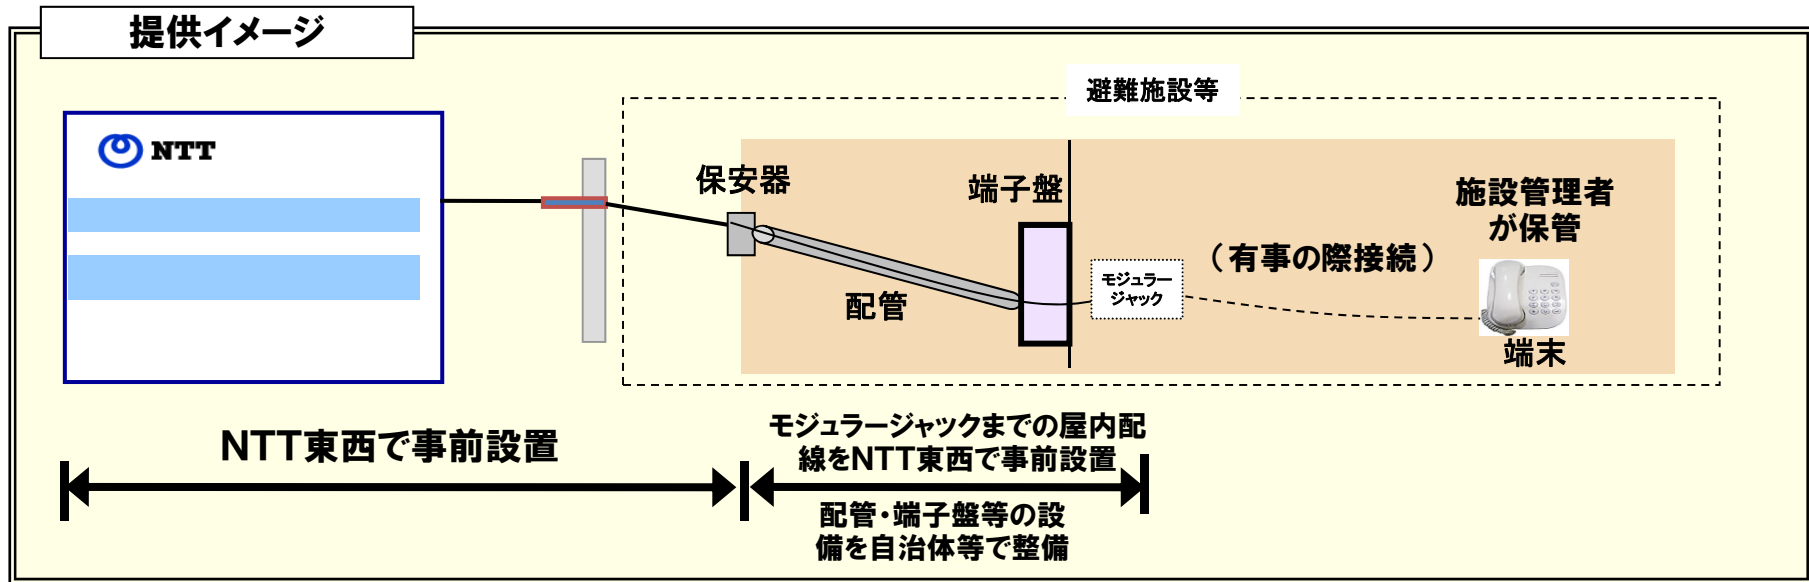 提供イメージ
避難施設等
NTT
保安器
端子盤
施設管理者
が保管
（有事の際接続）
モジュラー
ジャック
配管
端末
NTT東西で事前設置
モジュラージャックまでの屋内配
線をNTT東西で事前設置
配管・端子盤等の設
備を自治体等で整備